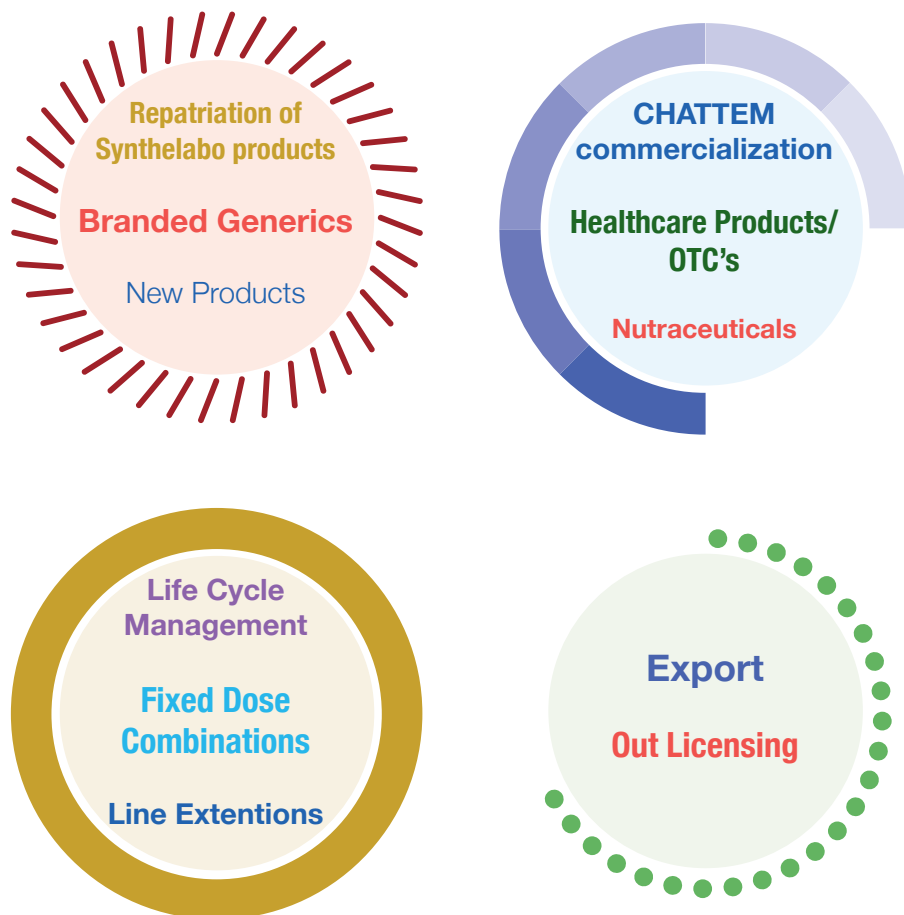 Repatriation of
Synthelabo products
Branded Generics
New Products
CHATTEM
commercialization
Healthcare Products/
OTC's
Nutraceuticals
Life Cycle
Management
Fixed Dose
Combinations
Line Extentions
Export
Out Licensing